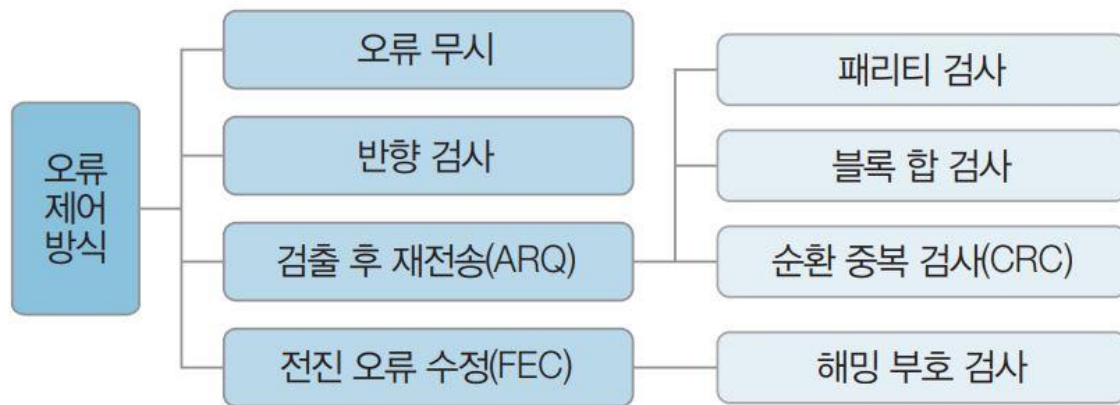 오류
제어
방식
오류 무시
반향 검사
검출 후 재전송(ARQ)
전진 오류 수정(FEC)
패리티 검사
블록 합 검사
순환 중복 검사(CRC)
해밍 부호 검사